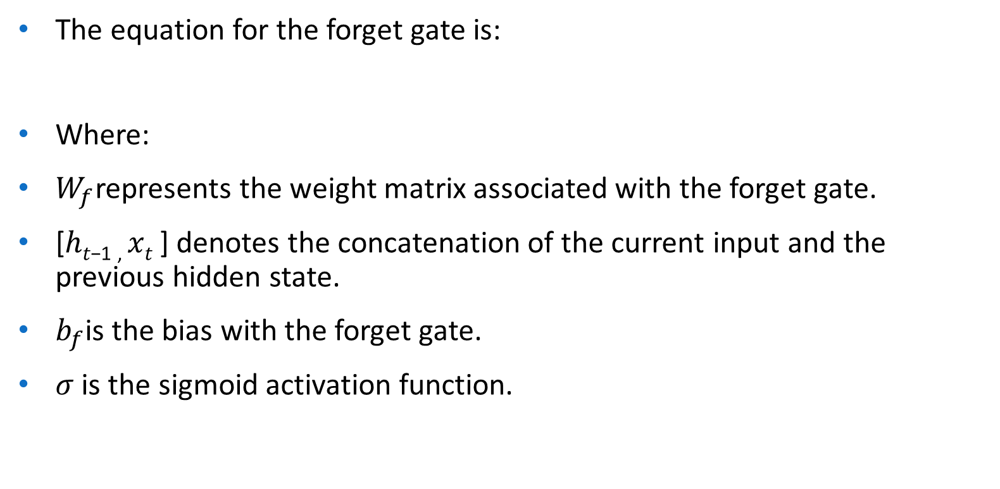 • The equation for the forget gate is:
• Where:
• W_f represents the weight matrix associated with the forget gate.
• [h_{t−1 ,} x_t ] denotes the concatenation of the current input and the
previous hidden state.
• b_f is the bias with the forget gate.
• σ is the sigmoid activation function.